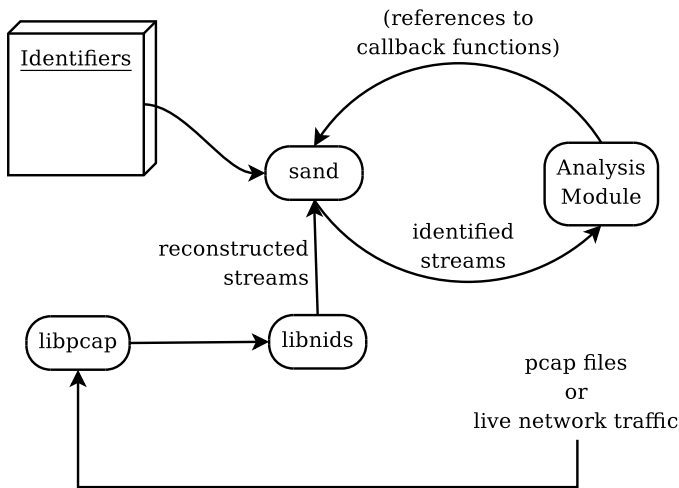 (references to
callback functions)
Identifiers
sand
Analysis
Module
reconstructed
streams
identified
streams
libpcap
libnids
pcap files
or
live network traffic